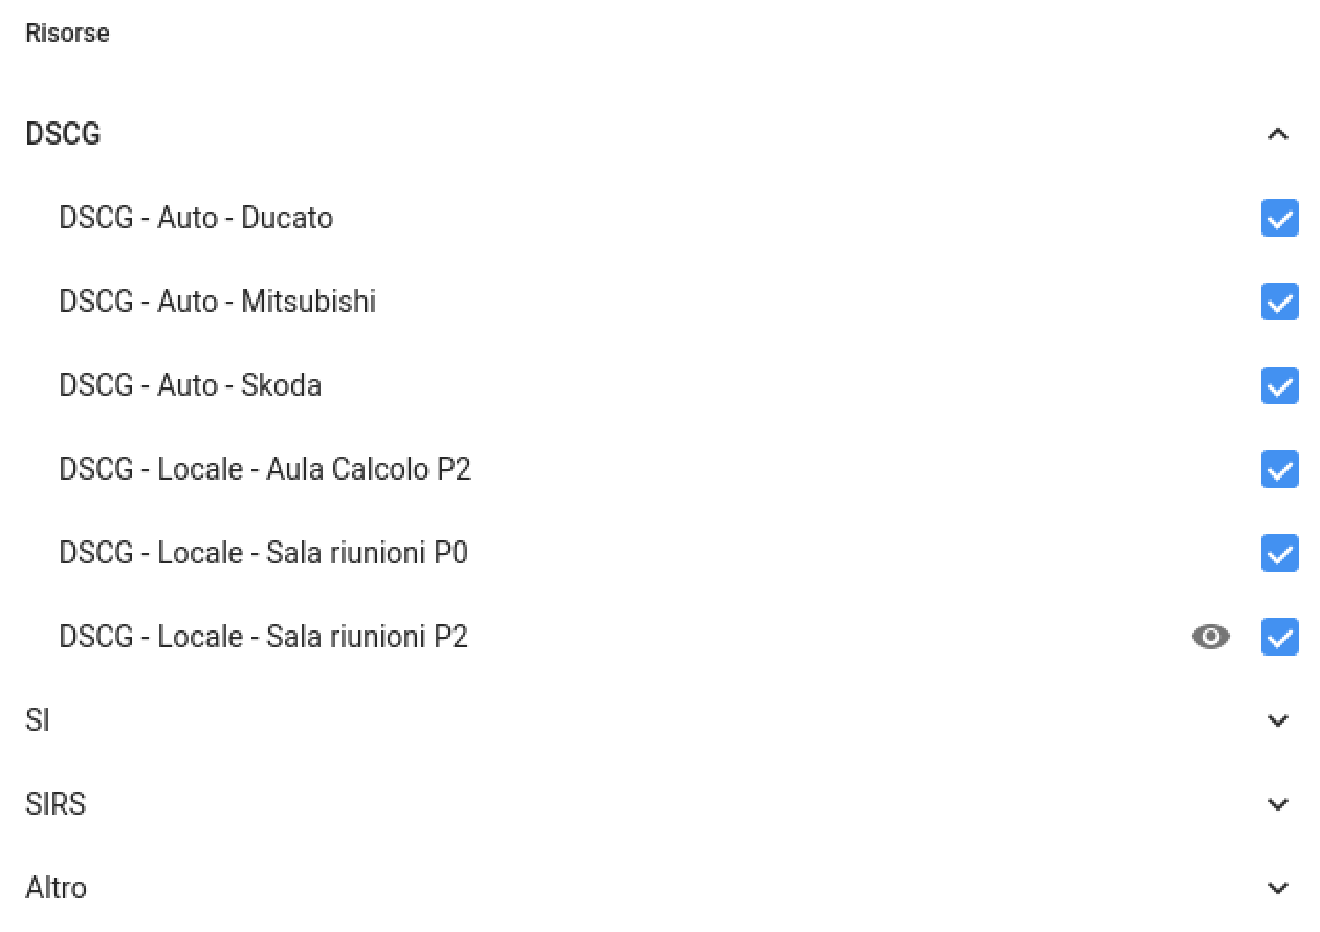 Risorse
DSCG
DSCG - Auto - Ducato
DSCG - Auto - Mitsubishi
DSCG - Auto - Skoda
DSCG - Locale - Aula Calcolo P2
DSCG - Locale - Sala riunioni P0
DSCG - Locale - Sala riunioni P2
SI
SIRS
Altro